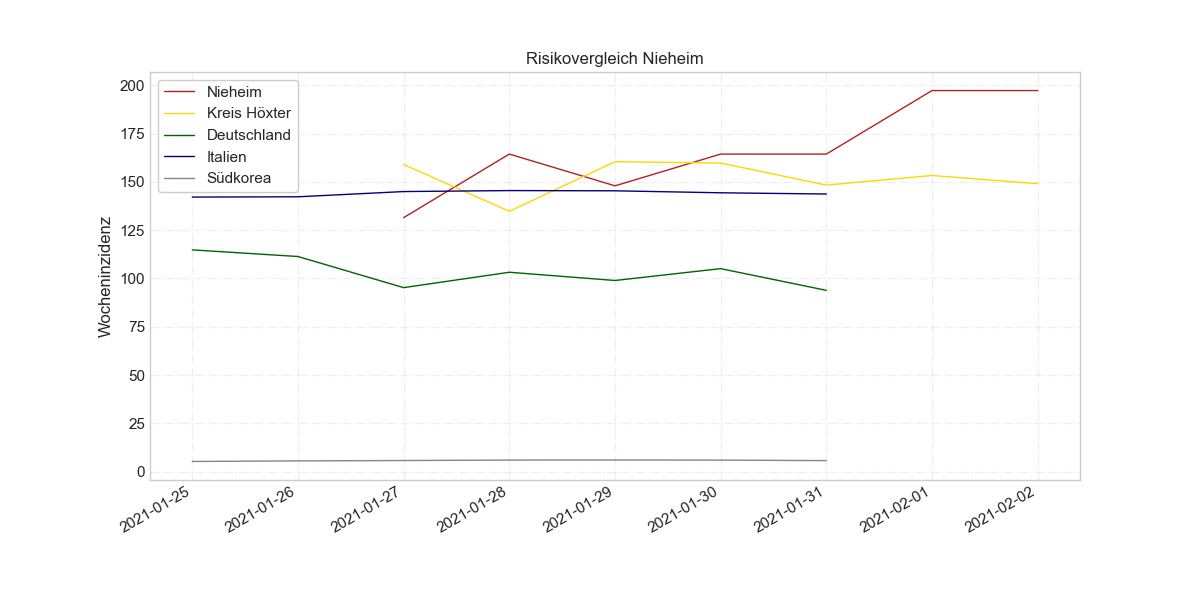 Risikovergleich Nieheim
Nieheim
Kreis Höxter
Deutschland
Italien
Südkorea
Wocheninzidenz
200
175
150
125
100
75
50
25
0
2021-01-25
2021-01-26
2021-01-27
2021-01-28
2021-01-29
2021-01-30
2021-01-31
2021-02-01
2021-02-02